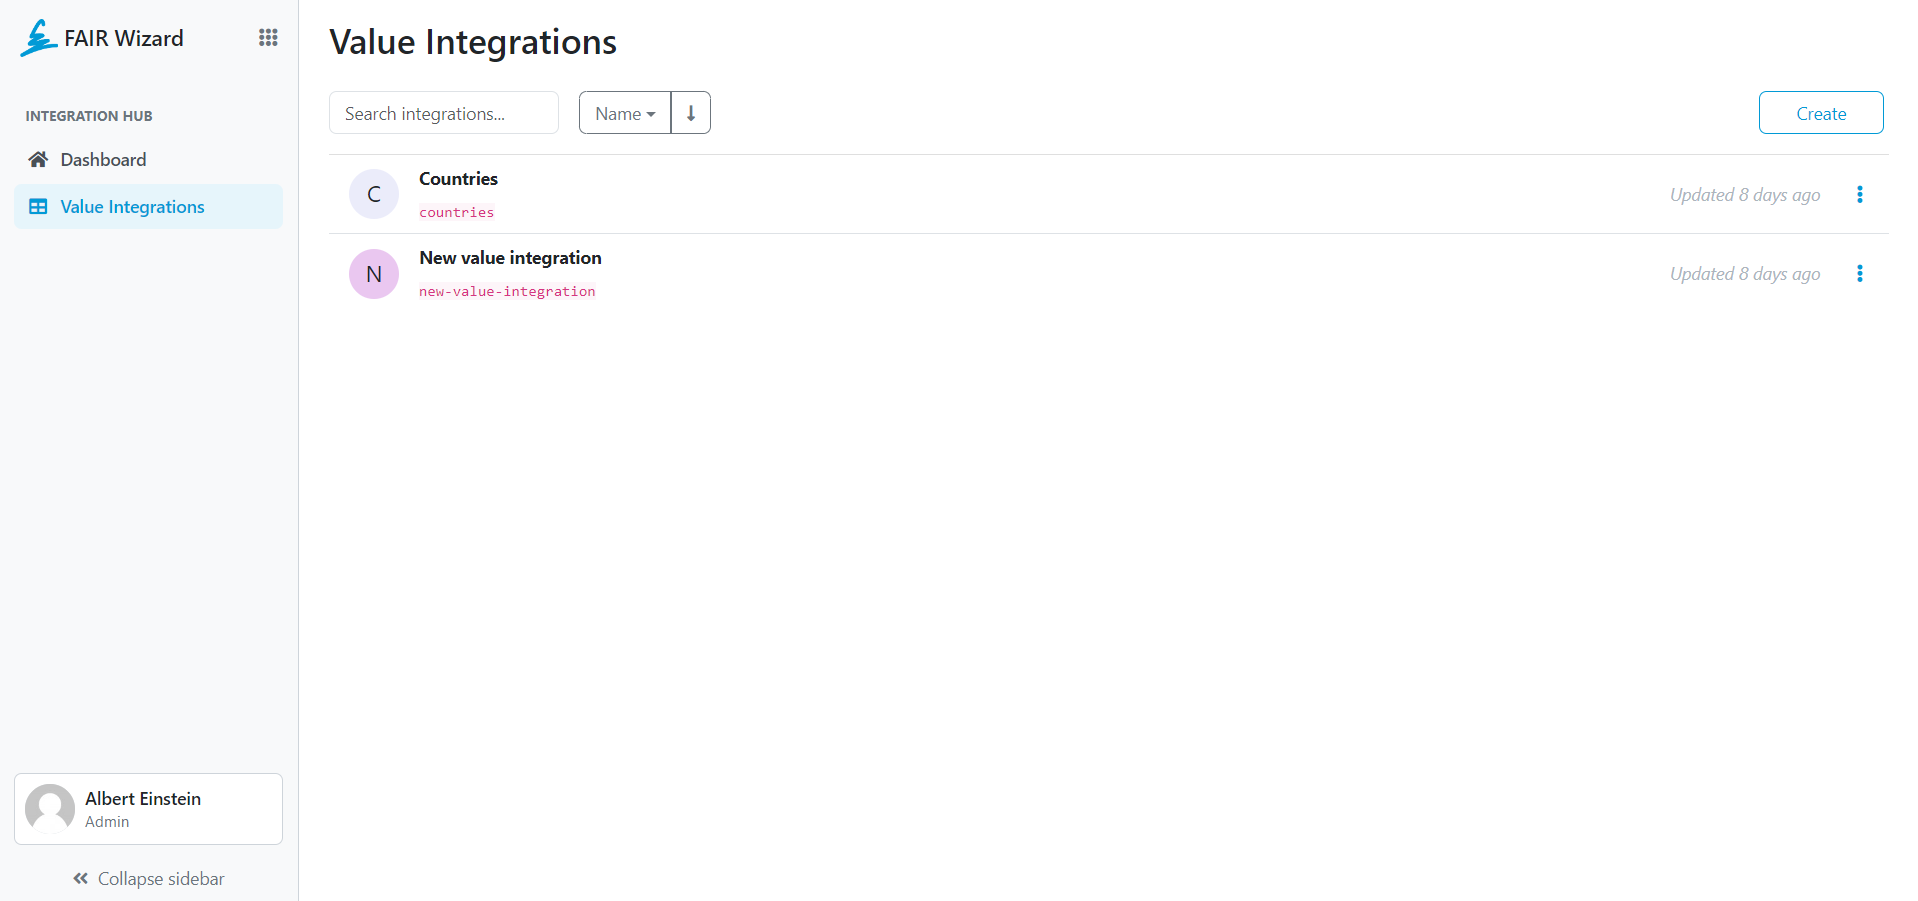 FAIR Wizard
INTEGRATION HUB
Dashboard
Value Integrations
Albert Einstein
Admin
Collapse sidebar
Value Integrations
Search integrations...
Name
Create
C
Countries
countries
Updated 8 days ago
N
New value integration
new-value-integration
Updated 8 days ago